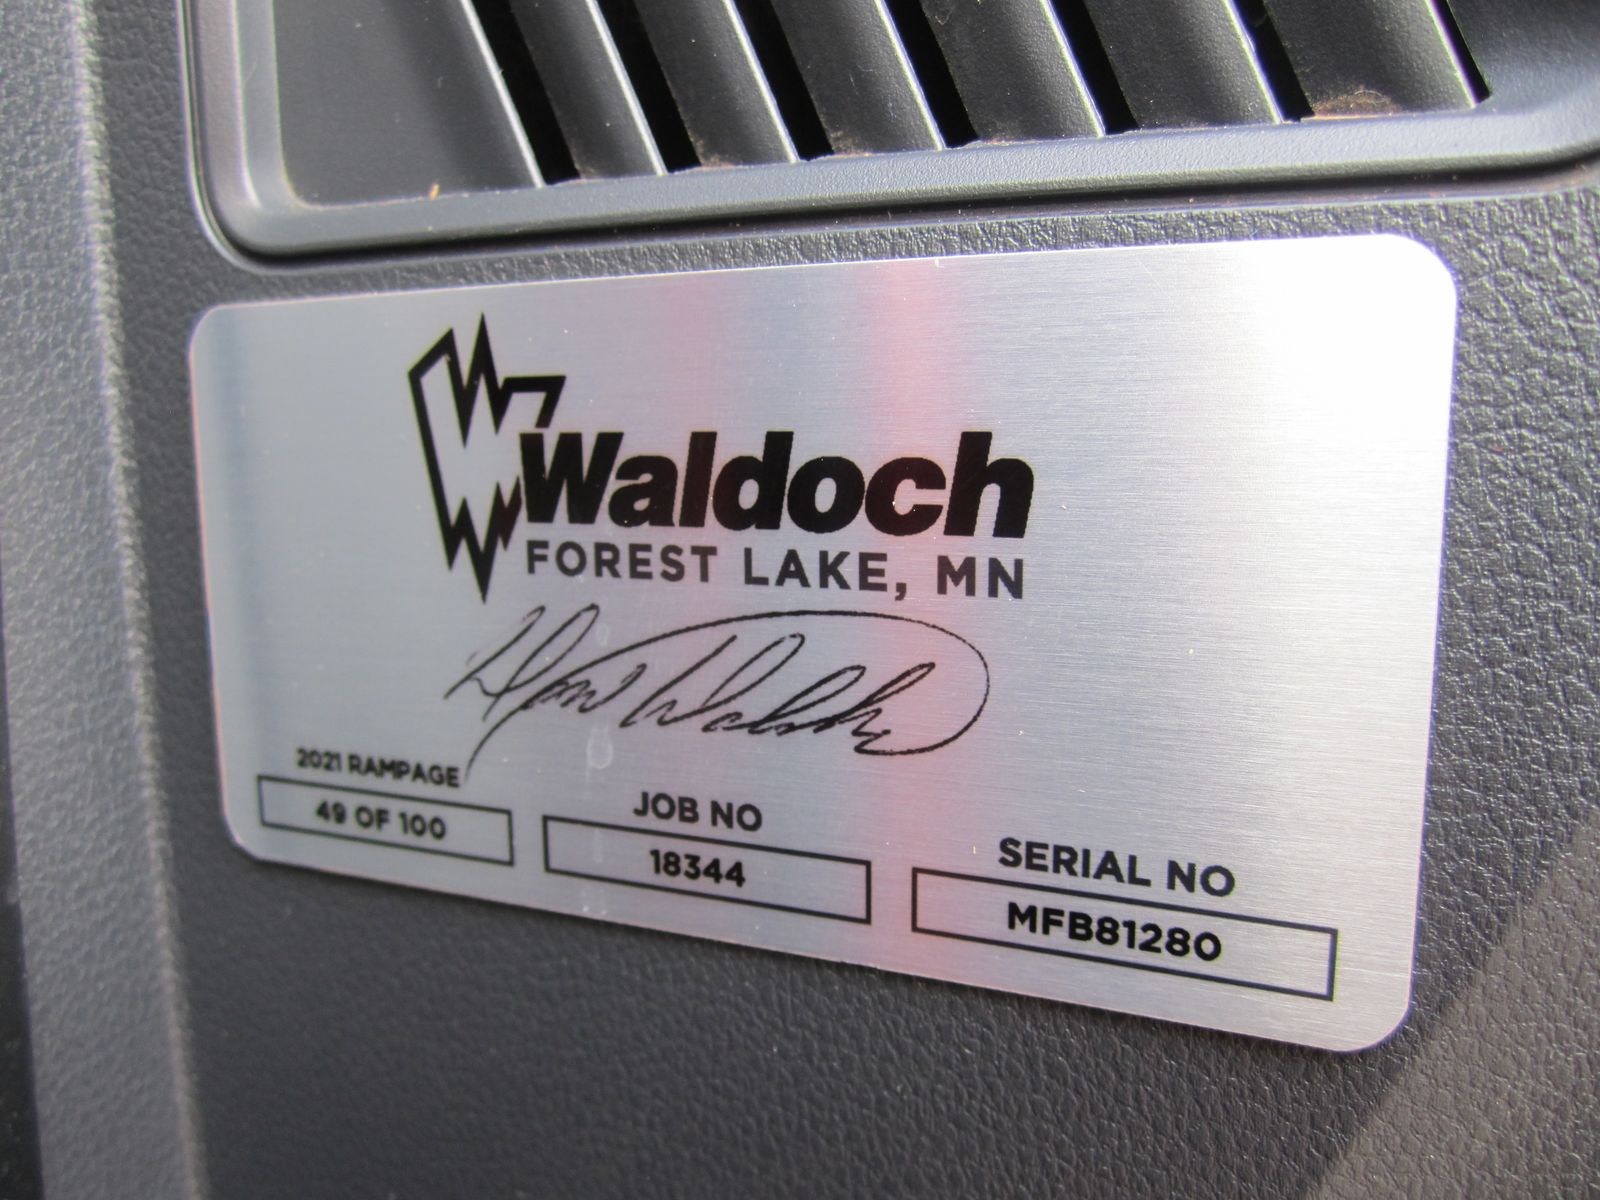 Waldoch
FOREST LAKE, MN
2021 RAMPAGE
49 OF 100
JOB NO
18344
SERIAL NO
MFB81280